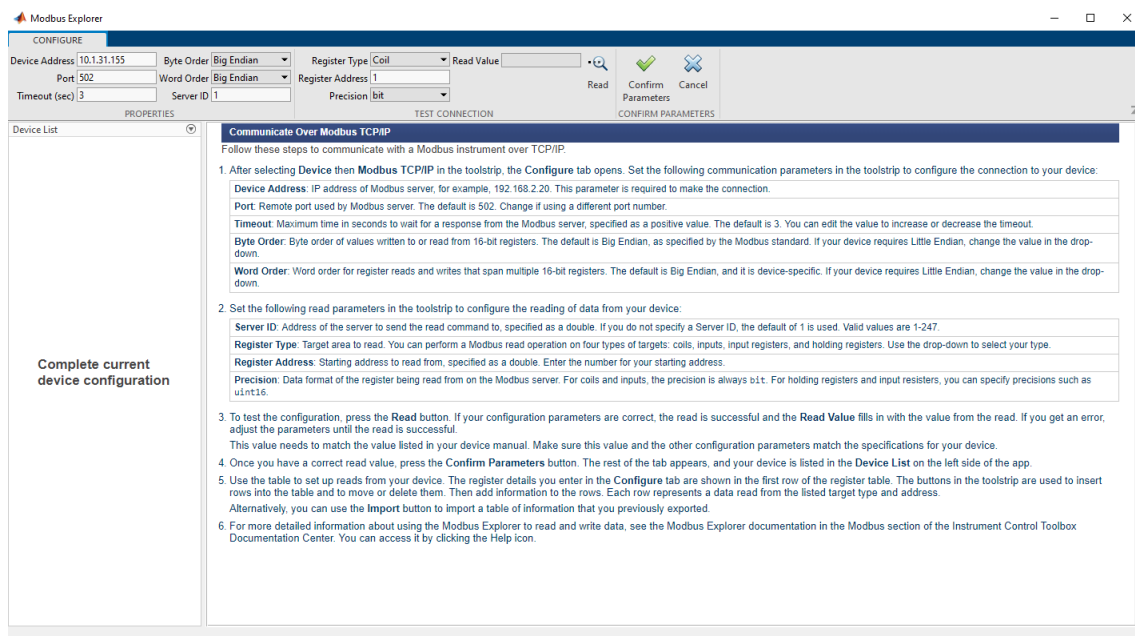 Modbus Explorer
CONFIGURE
Device Address 10.1.31.155 Byte Order Big Endian Register Type Coil Read Value
Port 502 Word Order Big Endian Register Address 1 Read Confirm Parameters Cancel
Timeout (sec) 3 Server ID 1 Precision bit
PROPERTIES TEST CONNECTION CONFIRM PARAMETERS
Device List
Complete current
device configuration
Communicate Over Modbus TCP/IP
Follow these steps to communicate with a Modbus instrument over TCP/IP.
1. After selecting Device then Modbus TCP/IP in the toolstrip, the Configure tab opens. Set the following communication parameters in the toolstrip to configure the connection to your device:
Device Address: IP address of Modbus server, for example, 192.168.2.20. This parameter is required to make the connection.
Port: Remote port used by Modbus server. The default is 502. Change if using a different port number.
Timeout: Maximum time in seconds to wait for a response from the Modbus server, specified as a positive value. The default is 3. You can edit the value to increase or decrease the timeout.
Byte Order: Byte order of values written to or read from 16-bit registers. The default is Big Endian, as specified by the Modbus standard. If your device requires Little Endian, change the value in the drop-
down.
Word Order: Word order for register reads and writes that span multiple 16-bit registers. The default is Big Endian, and it is device-specific. If your device requires Little Endian, change the value in the drop-
down.
2. Set the following read parameters in the toolstrip to configure the reading of data from your device:
Server ID: Address of the server to send the read command to, specified as a double. If you do not specify a Server ID, the default of 1 is used. Valid values are 1-247.
Register Type: Target area to read. You can perform a Modbus read operation on four types of targets: coils, inputs, input registers, and holding registers. Use the drop-down to select your type.
Register Address: Starting address to read from, specified as a double. Enter the number for your starting address.
Precision: Data format of the register being read from on the Modbus server. For coils and inputs, the precision is always bit. For holding registers and input resisters, you can specify precisions such as
uint16.
3. To test the configuration, press the Read button. If your configuration parameters are correct, the read is successful and the Read Value fills in with the value from the read. If you get an error,
adjust the parameters until the read is successful.
This value needs to match the value listed in your device manual. Make sure this value and the other configuration parameters match the specifications for your device.
4. Once you have a correct read value, press the Confirm Parameters button. The rest of the tab appears, and your device is listed in the Device List on the left side of the app.
5. Use the table to set up reads from your device. The register details you enter in the Configure tab are shown in the first row of the register table. The buttons in the toolstrip are used to insert
rows into the table and to move or delete them. Then add information to the rows. Each row represents a data read from the listed target type and address.
Alternatively, you can use the Import button to import a table of information that you previously exported.
6. For more detailed information about using the Modbus Explorer to read and write data, see the Modbus Explorer documentation in the Modbus section of the Instrument Control Toolbox
Documentation Center. You can access it by clicking the Help icon.